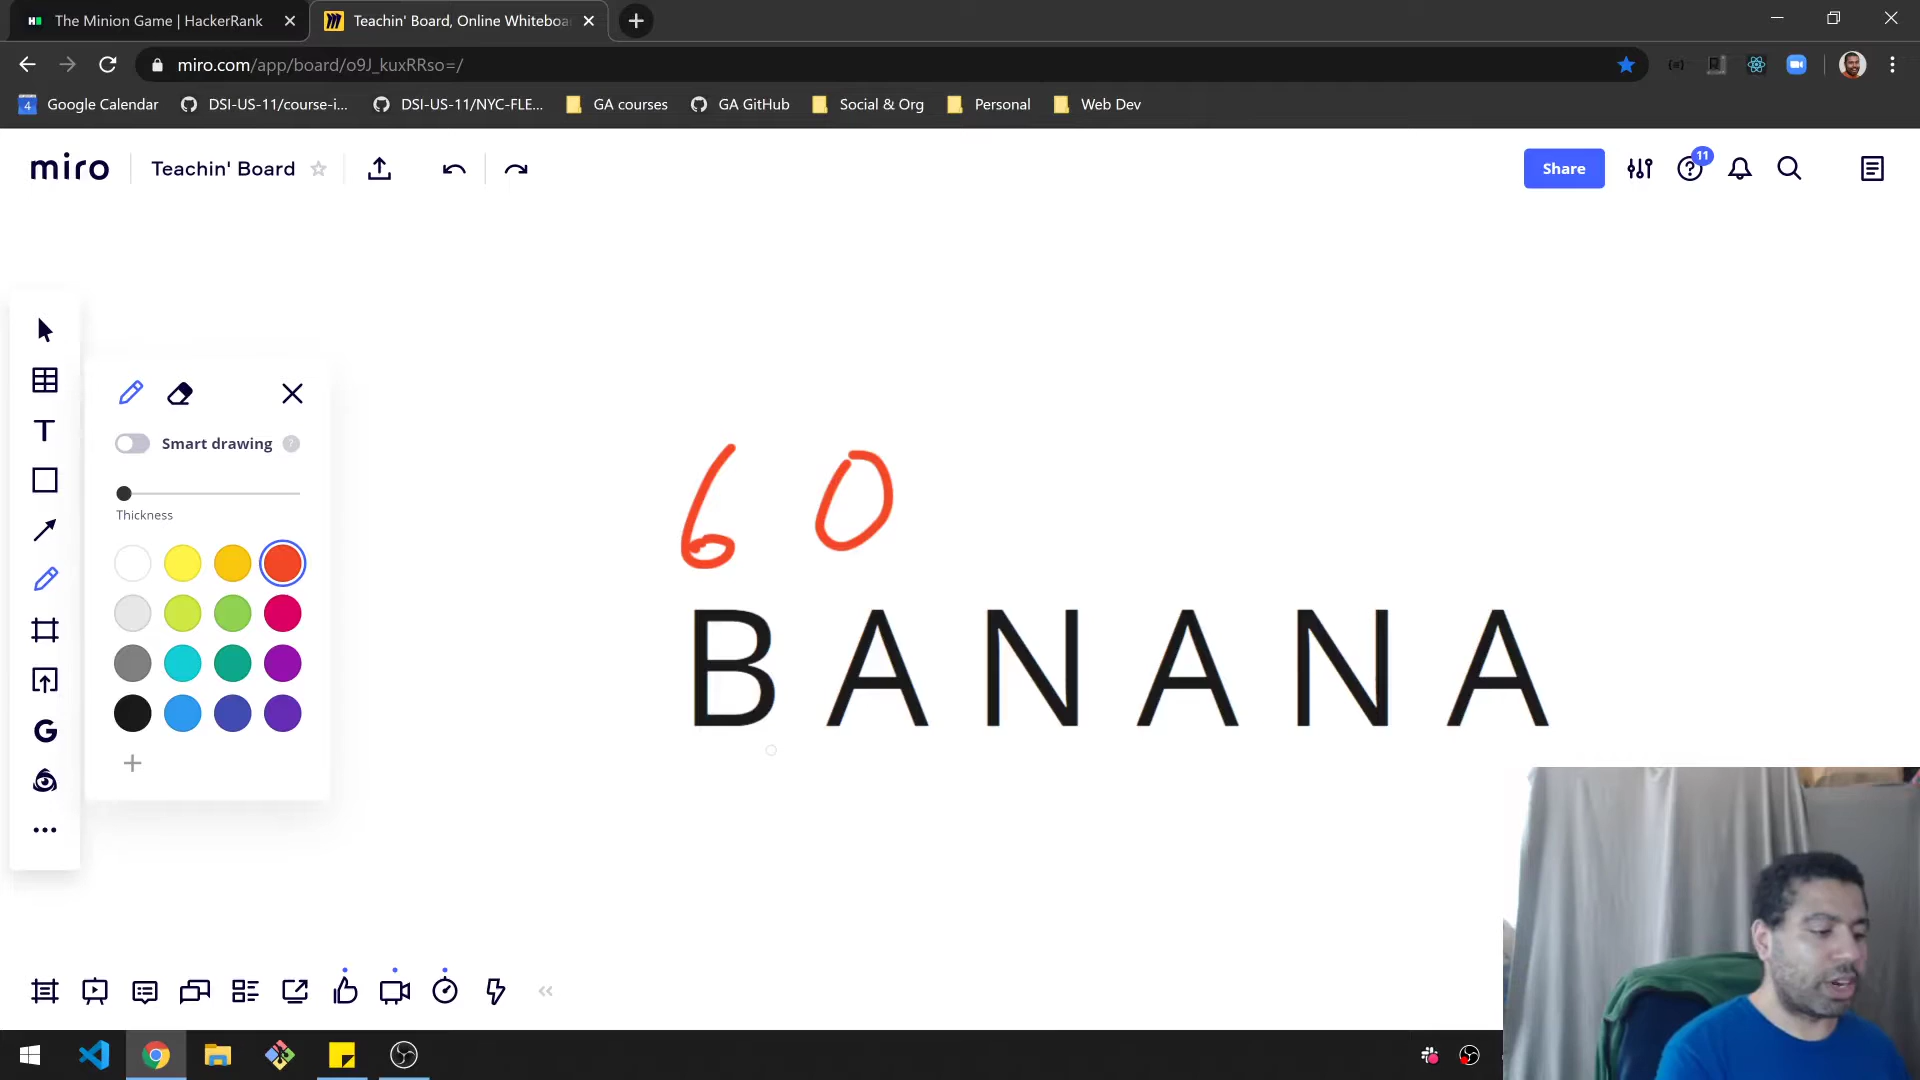 The Minion Game | HackerRank
Teachin' Board, Online Whiteboa
miro.com/app/board/o9J_kuxRRso=/
4 Google Calendar DSI-US-11/course-i... DSI-US-11/NYC-FLE... GA courses GA GitHub Social & Org Personal Web Dev
miro Teachin' Board Share 11
Smart drawing ?
Thickness
6 0
B A N A N A